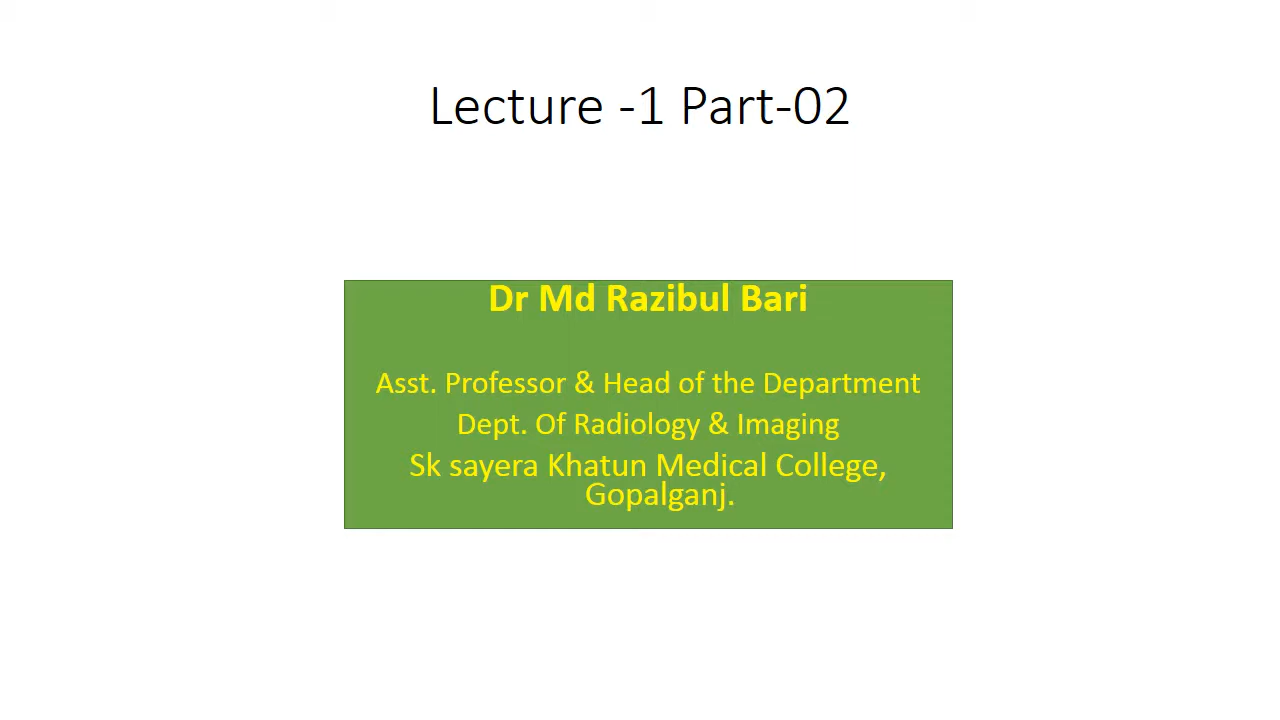 Lecture -1 Part-02
Dr Md Razibul Bari
Asst. Professor & Head of the Department
Dept. Of Radiology & Imaging
Sk sayera Khatun Medical College,
Gopalganj.